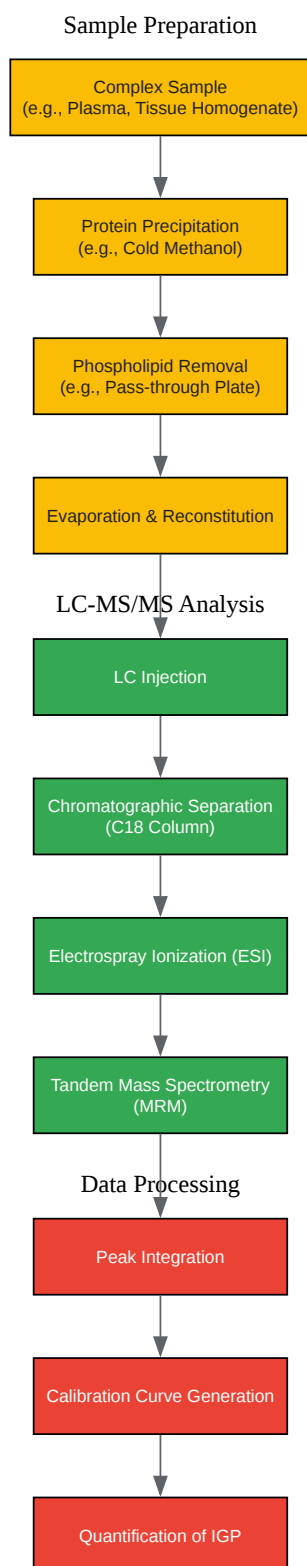 Sample Preparation
Complex Sample
(e.g., Plasma, Tissue Homogenate)
Protein Precipitation
(e.g., Cold Methanol)
Phospholipid Removal
(e.g., Pass-through Plate)
Evaporation & Reconstitution
LC-MS/MS Analysis
LC Injection
Chromatographic Separation
(C18 Column)
Electrospray Ionization (ESI)
Tandem Mass Spectrometry
(MRM)
Data Processing
Peak Integration
Calibration Curve Generation
Quantification of IGP